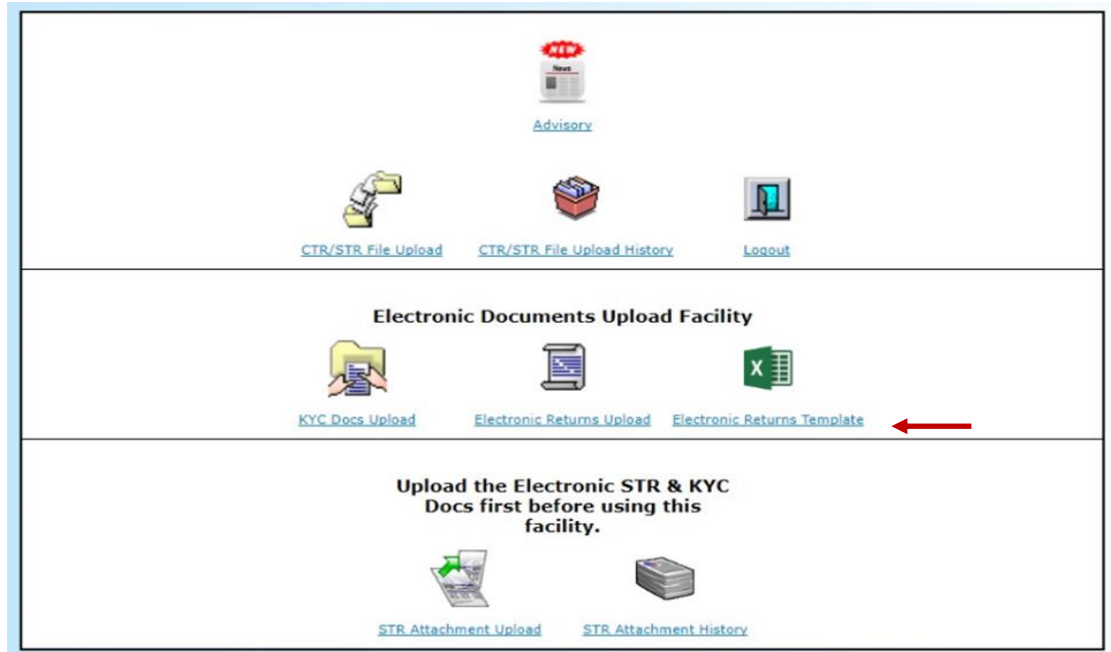 NEW
News
Advisory
CTR/STR File Upload CTR/STR File Upload History Logout
Electronic Documents Upload Facility
X
KYC Docs Upload Electronic Returns Upload Electronic Returns Template
Upload the Electronic STR & KYC
Docs first before using this
facility.
STR Attachment Upload STR Attachment History